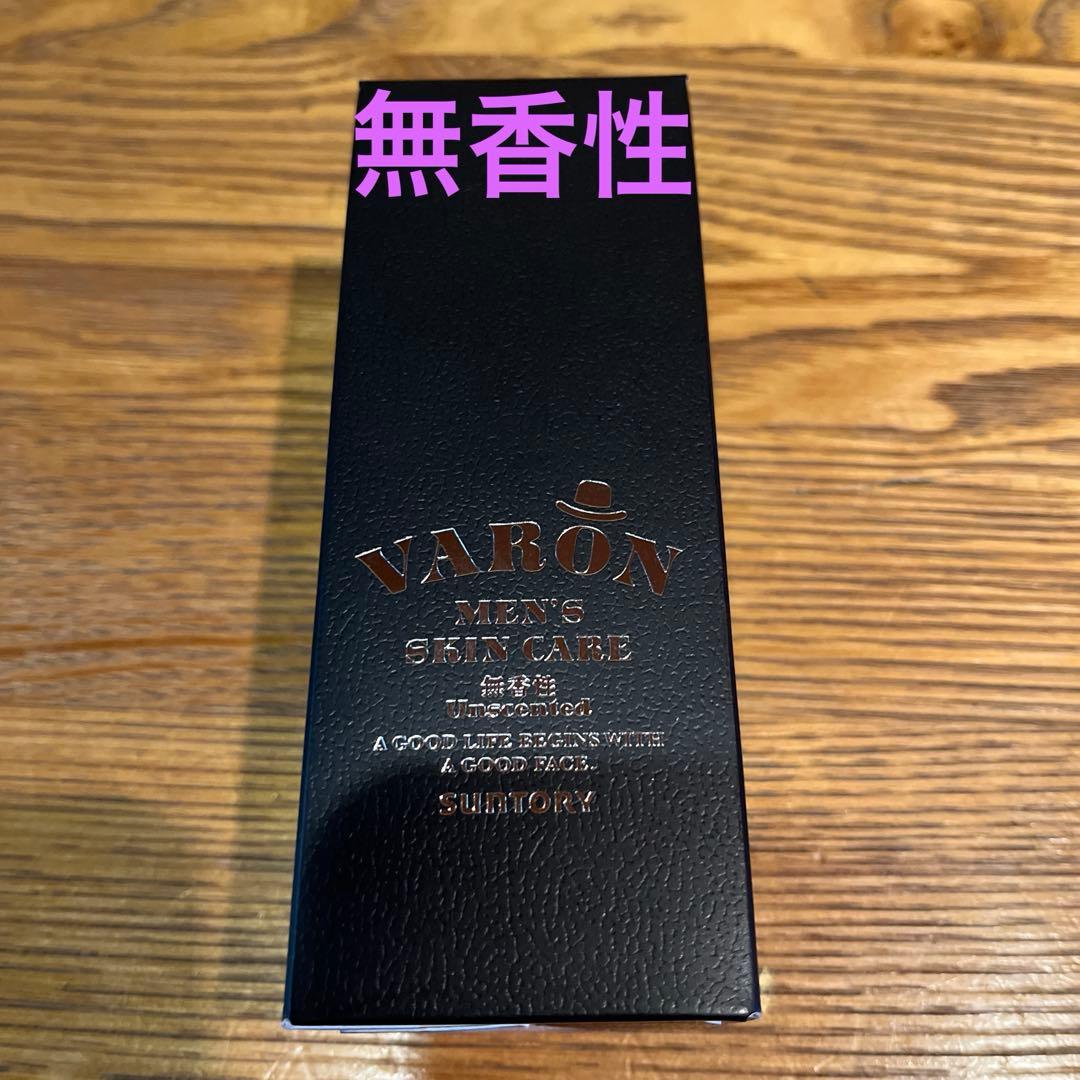 無香性
VARON
MEN'S
SKIN CARE
無香性
Unscented
A GOOD LIFE BEGINS WITH
A GOOD FACE.
SUNTORY